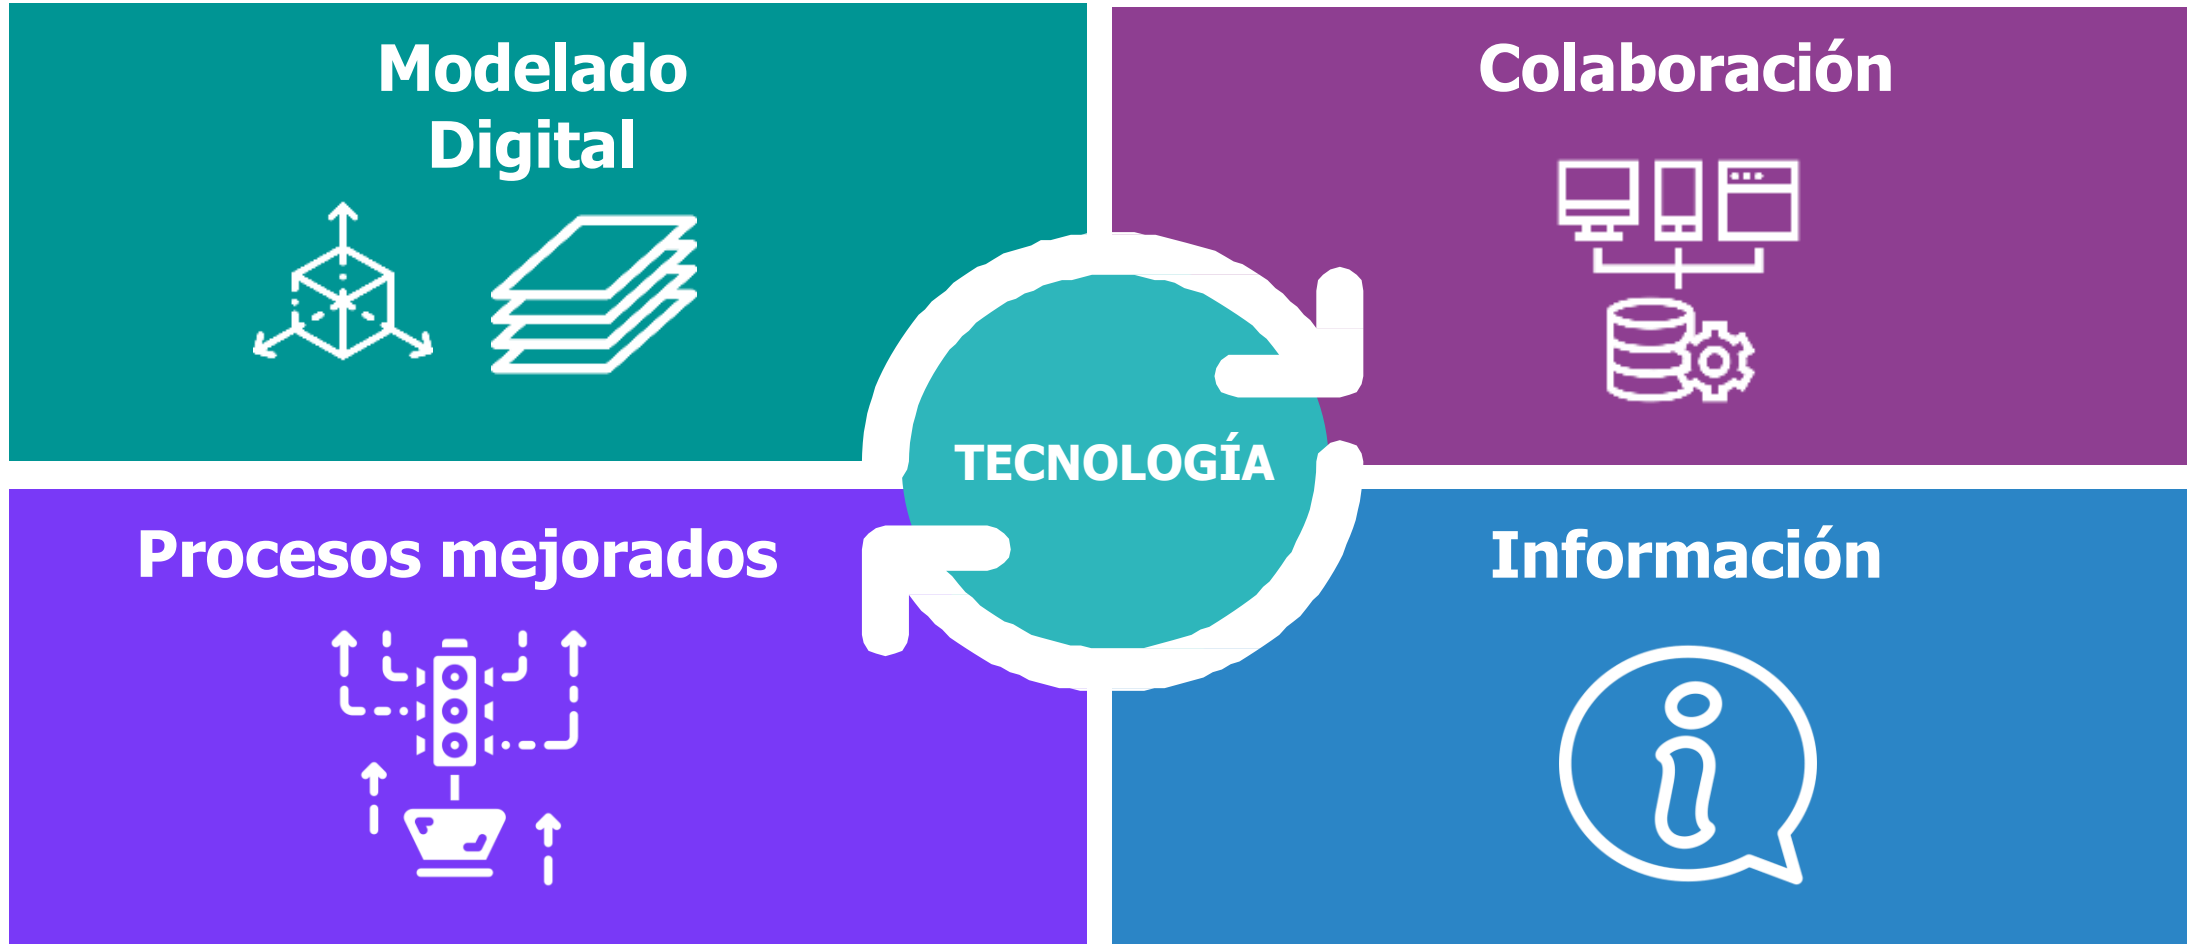 Modelado
Digital
Colaboración
TECNOLOGÍA
Procesos mejorados
Información